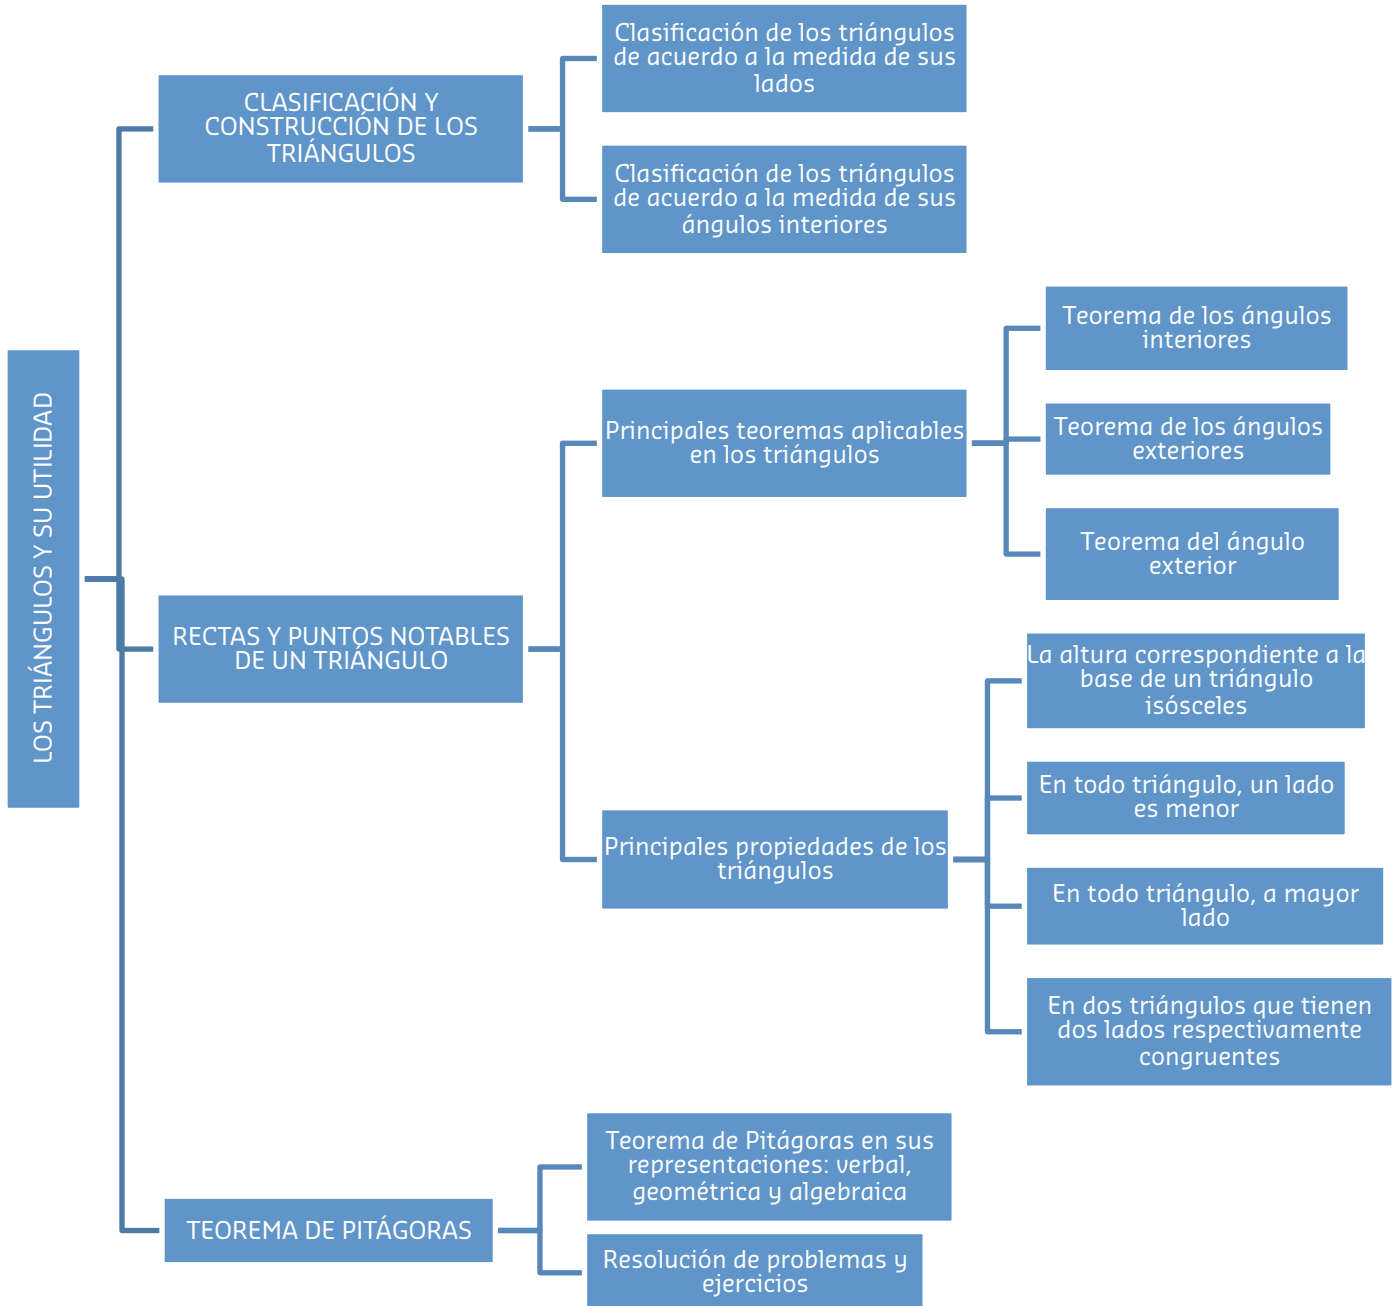 LOS TRIÁNGULOS Y SU UTILIDAD
CLASIFICACIÓN Y
CONSTRUCCIÓN DE LOS
TRIÁNGULOS
Clasificación de los triángulos
de acuerdo a la medida de sus
lados
Clasificación de los triángulos
de acuerdo a la medida de sus
ángulos interiores
RECTAS Y PUNTOS NOTABLES
DE UN TRIÁNGULO
Principales teoremas aplicables
en los triángulos
Teorema de los ángulos
interiores
Teorema de los ángulos
exteriores
Teorema del ángulo
exterior
Principales propiedades de los
triángulos
La altura correspondiente a la
base de un triángulo
isósceles
En todo triángulo, un lado
es menor
En todo triángulo, a mayor
lado
En dos triángulos que tienen
dos lados respectivamente
congruentes
TEOREMA DE PITÁGORAS
Teorema de Pitágoras en sus
representaciones: verbal,
geométrica y algebraica
Resolución de problemas y
ejercicios